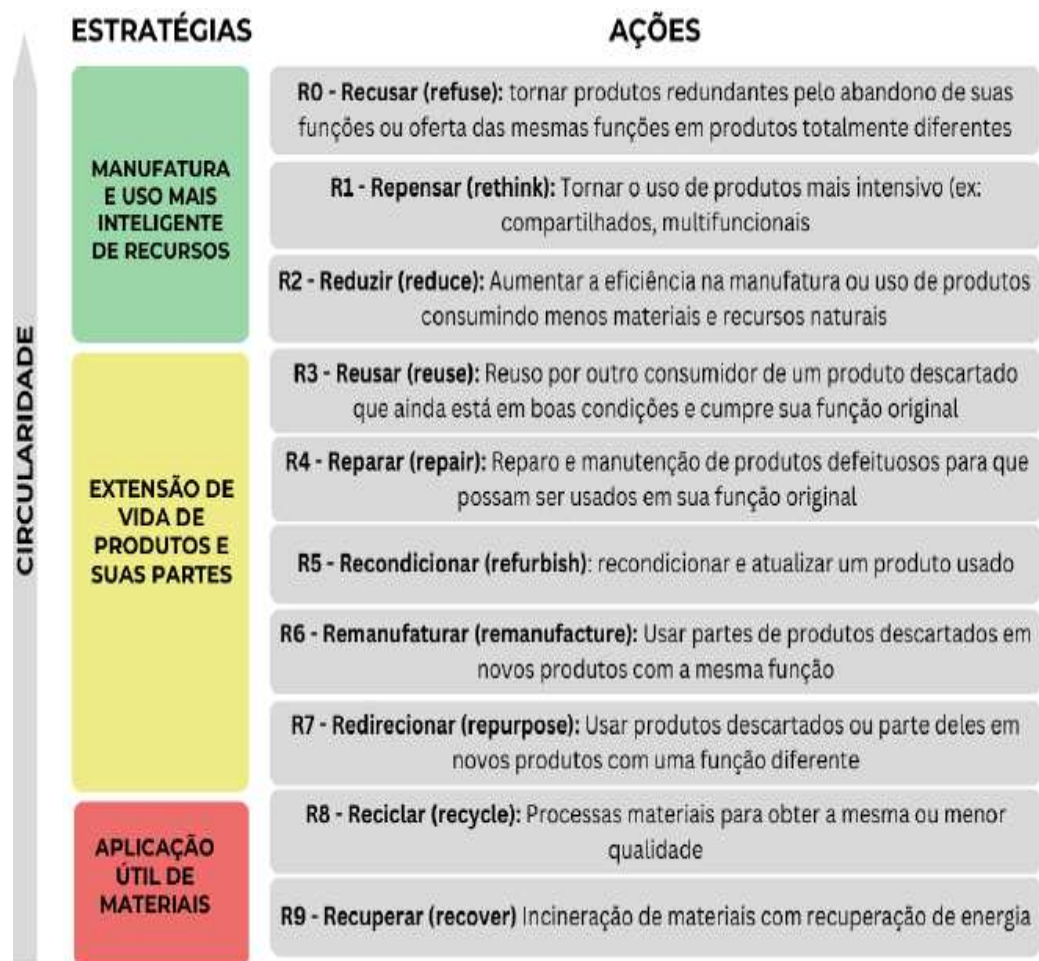 ESTRATÉGIAS
AÇÕES
CIRCULARIDADE
MANUFATURA
E USO MAIS
INTELIGENTE
DE RECURSOS
R0 - Recusar (refuse): tornar produtos redundantes pelo abandono de suas
funções ou oferta das mesmas funções em produtos totalmente diferentes
R1 - Repensar (rethink): Tornar o uso de produtos mais intensivo (ex:
compartilhados, multifuncionais
R2 - Reduzir (reduce): Aumentar a eficiência na manufatura ou uso de produtos
consumindo menos materiais e recursos naturais
EXTENSÃO DE
VIDA DE
PRODUTOS E
SUAS PARTES
R3 - Reusar (reuse): Reuso por outro consumidor de um produto descartado
que ainda está em boas condições e cumpre sua função original
R4 - Reparar (repair): Reparo e manutenção de produtos defeituosos para que
possam ser usados em sua função original
R5 - Recondicionar (refurbish): recondicionar e atualizar um produto usado
R6 - Remanufaturar (remanufacture): Usar partes de produtos descartados em
novos produtos com a mesma função
R7 - Redirecionar (repurpose): Usar produtos descartados ou parte deles em
novos produtos com uma função diferente
APLICAÇÃO
ÚTIL DE
MATERIAIS
R8 - Reciclar (recycle): Processas materiais para obter a mesma ou menor
qualidade
R9 - Recuperar (recover) Incineração de materiais com recuperação de energia